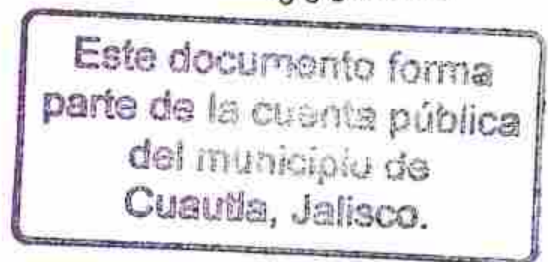 Este documento forma
parte de la cuenta pública
del municipio de
Cuautla, Jalisco.